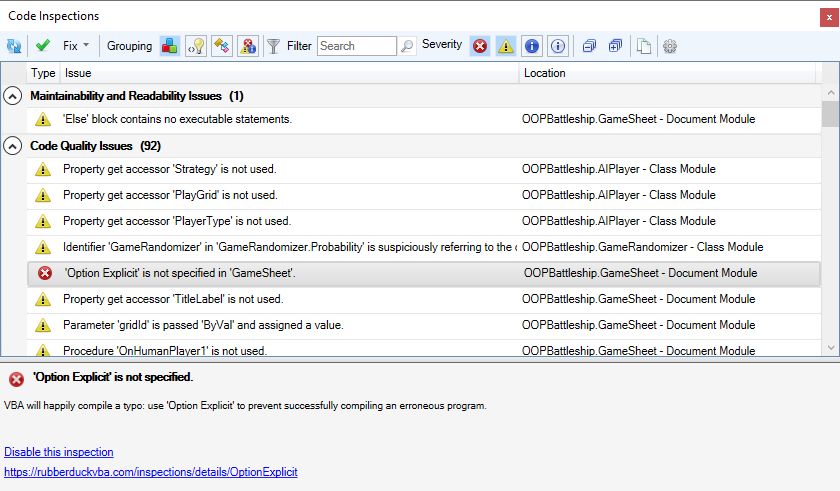 Code Inspections
Fix Grouping Filter Search Severity
Type Issue Location
Maintainability and Readability Issues (1)
'Else' block contains no executable statements. OOPBattleship.GameSheet - Document Module
Code Quality Issues (92)
Property get accessor 'Strategy' is not used. OOPBattleship.AIPlayer - Class Module
Property get accessor 'PlayGrid' is not used. OOPBattleship.AIPlayer - Class Module
Property get accessor 'PlayerType' is not used. OOPBattleship.AIPlayer - Class Module
Identifier 'GameRandomizer' in 'GameRandomizer.Probability' is suspiciously referring to the OOPBattleship.GameRandomizer - Class Module
'Option Explicit' is not specified in 'GameSheet'. OOPBattleship.GameSheet - Document Module
Property get accessor 'TitleLabel' is not used. OOPBattleship.GameSheet - Document Module
Parameter 'gridId' is passed 'ByVal' and assigned a value. OOPBattleship.GameSheet - Document Module
Procedure 'OnHumanPlayer1' is not used. OOPBattleship.GameSheet - Document Module
'Option Explicit' is not specified.
VBA will happily compile a typo: use 'Option Explicit' to prevent successfully compiling an erroneous program.
Disable this inspection
https://rubberduckvba.com/inspections/details/OptionExplicit